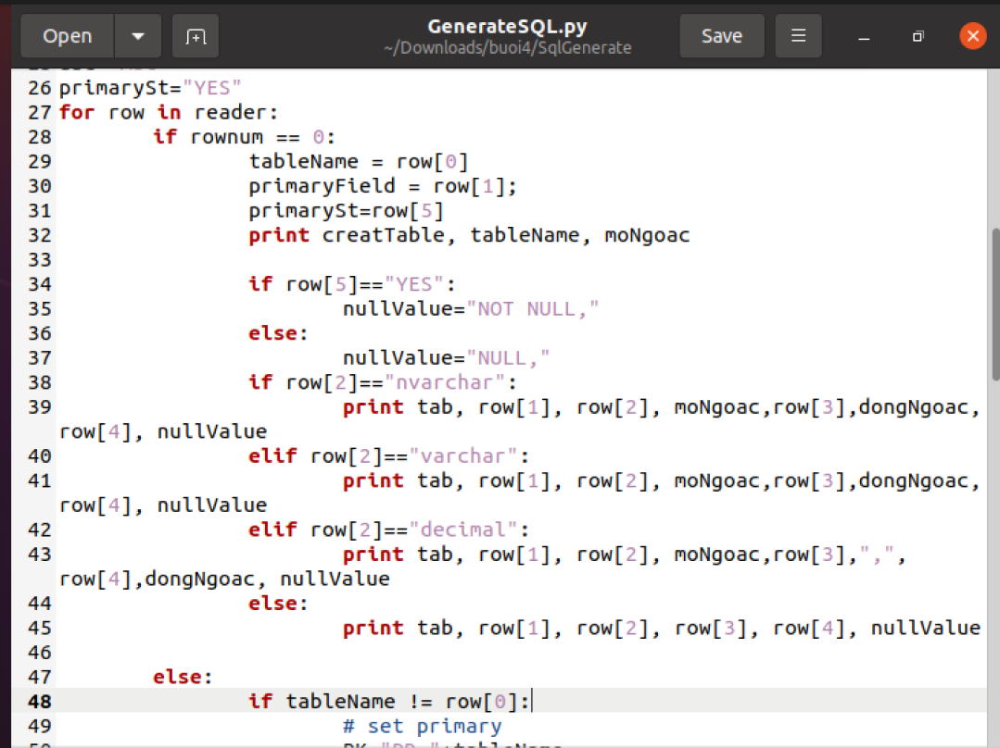 Open
GenerateSQL.py
~/Downloads/buoi4/SqlGenerate
Save
26 primarySt="YES"
27 for row in reader:
28 if rownum == 0:
29 tableName = row[0]
30 primaryField = row[1];
31 primarySt=row[5]
32 print creatTable, tableName, moNgoac
33
34 if row[5]=="YES":
35 nullValue="NOT NULL,"
36 else:
37 nullValue="NULL,"
38 if row[2]=="nvarchar":
39 print tab, row[1], row[2], moNgoac,row[3],dongNgoac,
row[4], nullValue
40 elif row[2]=="varchar":
41 print tab, row[1], row[2], moNgoac,row[3],dongNgoac,
row[4], nullValue
42 elif row[2]=="decimal":
43 print tab, row[1], row[2], moNgoac,row[3],",",
row[4],dongNgoac, nullValue
44 else:
45 print tab, row[1], row[2], row[3], row[4], nullValue
46
47 else:
48 if tableName != row[0]:
49 # set primary